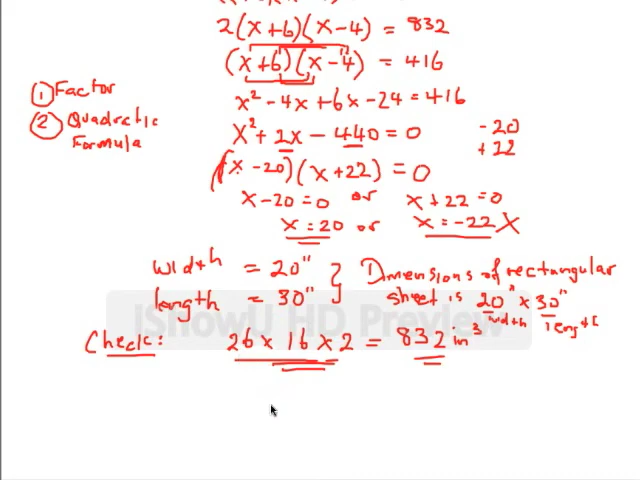 2(x+6)(x-4) = 832
(x+6)(x-4) = 416
① Factor
x² - 4x + 6x - 24 = 416
② Quadratic Formula
x² + 2x - 440 = 0
-20
+22
(x - 20)(x + 22) = 0
x - 20 = 0 or x + 22 = 0
x = 20 or x = -22 X
width = 20" } Dimensions of rectangular
length = 30" sheet is 20" x 30"
width length
iShowU HD Preview
Check: 26 x 16 x 2 = 832 in³